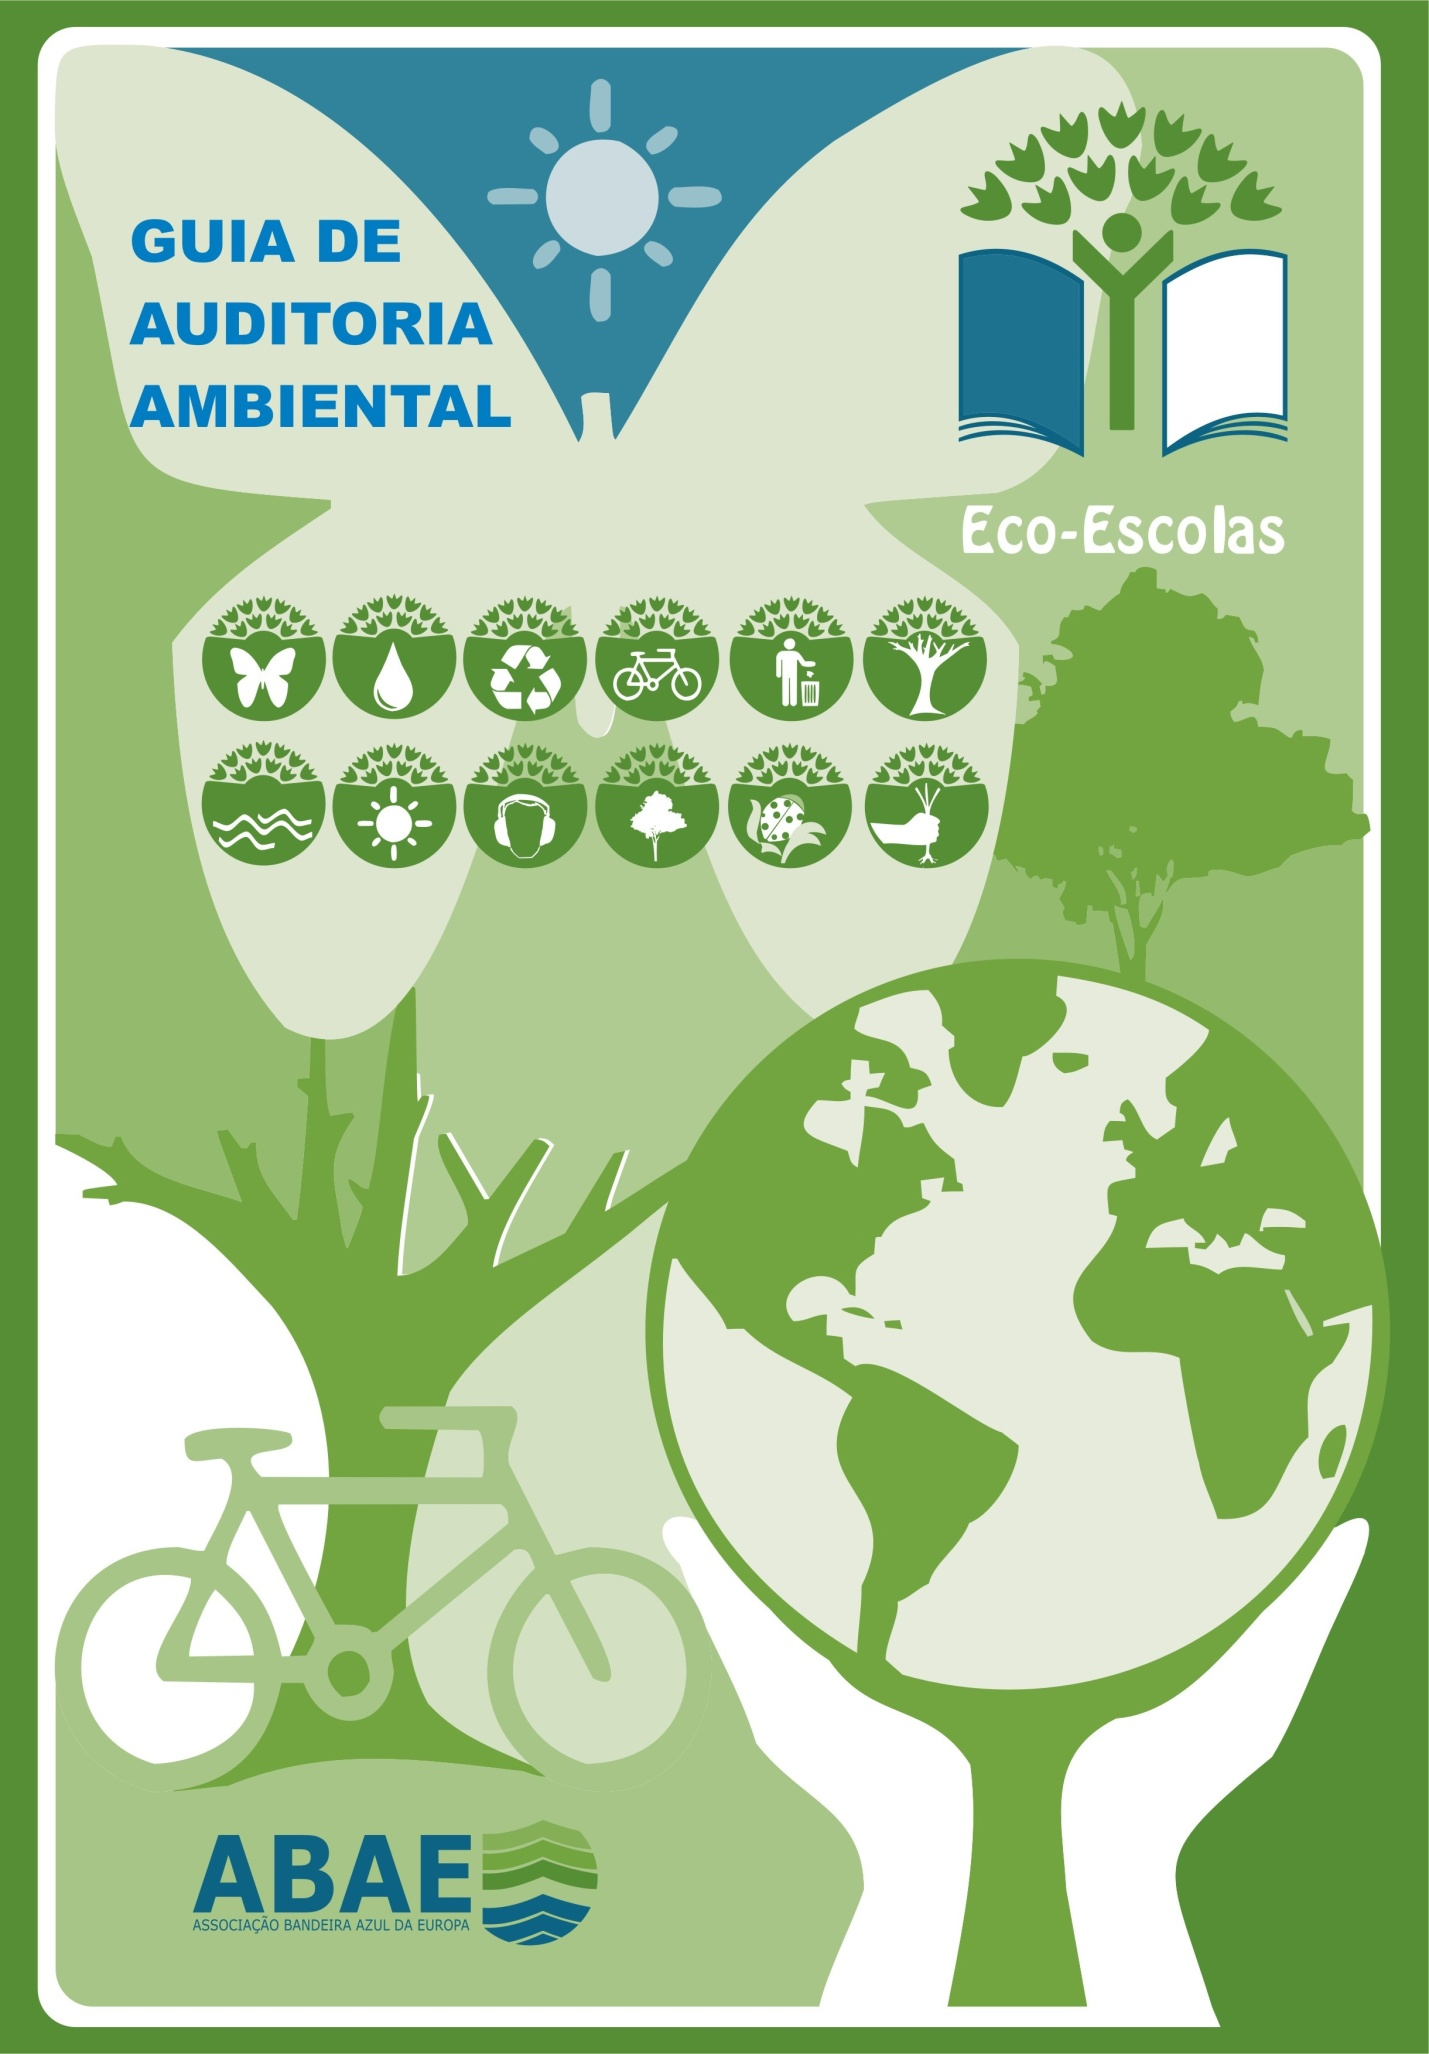 GUIA DE
AUDITORIA
AMBIENTAL
Eco-Escolas
ABAE
ASSOCIAÇÃO BANDEIRA AZUL DA EUROPA